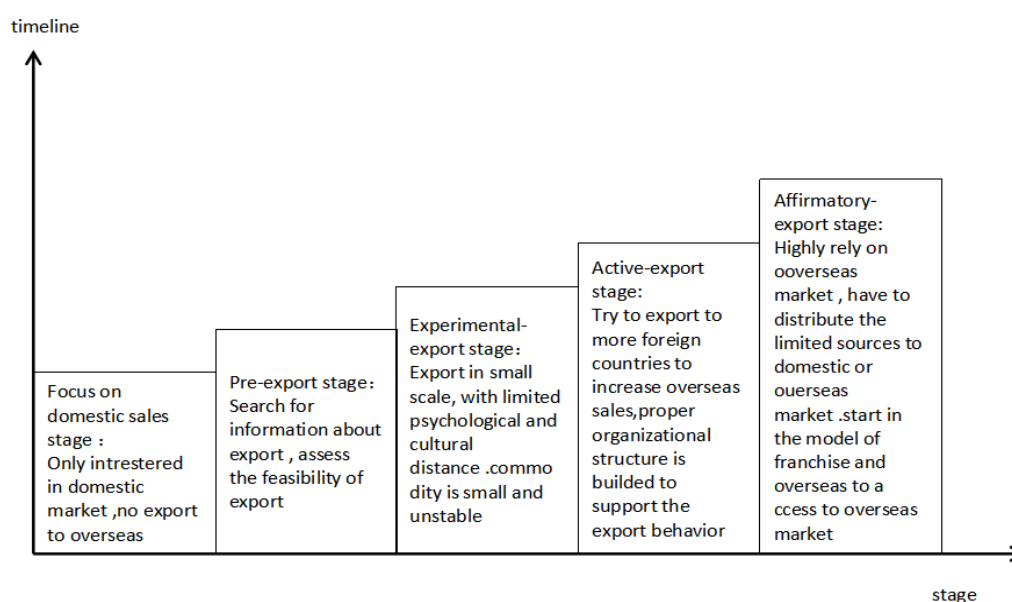 timeline
Focus on
domestic sales
stage ：
Only intrestered
in domestic
market ,no export
to overseas
Pre-export stage：
Search for
information about
export , assess
the feasibility of
export
Experimental-
export stage：
Export in small
scale, with limited
psychological and
cultural
distance .commo
dity is small and
unstable
Active-export
stage:
Try to export to
more foreign
countries to
increase overseas
sales,proper
organizational
structure is
builded to
support the
export behavior
Affirmatory-
export stage:
Highly rely on
ooverseas
market , have to
distribute the
limited sources to
domestic or
ouerseas
market .start in
the model of
franchise and
overseas to a
ccess to overseas
market
stage